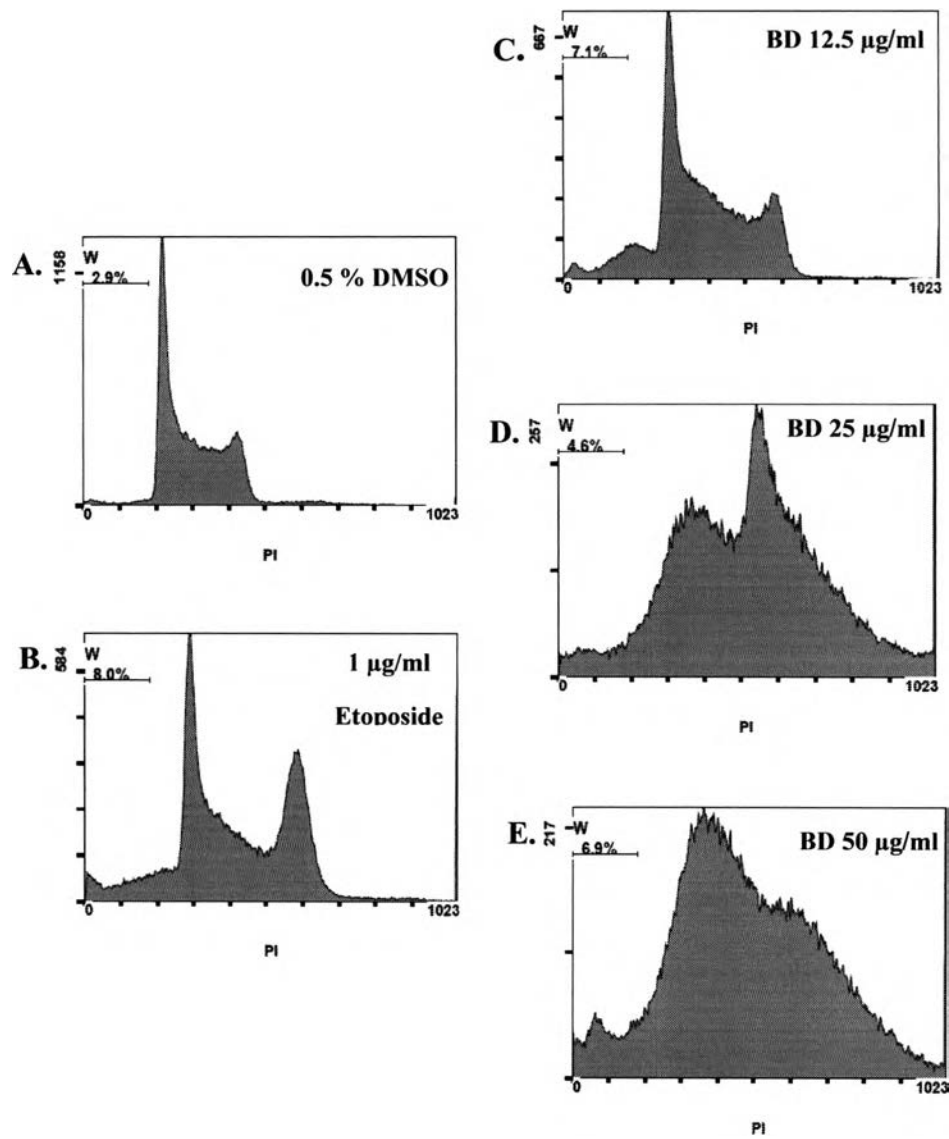 A.
1158
W
2.9%
0.5 % DMSO
0
1023
PI
B.
584
W
8.0%
1 µg/ml
Etoposide
0
1023
PI
C.
667
W
7.1%
BD 12.5 µg/ml
0
1023
PI
D.
257
W
4.6%
BD 25 µg/ml
0
1023
PI
E.
217
W
6.9%
BD 50 µg/ml
0
1023
PI